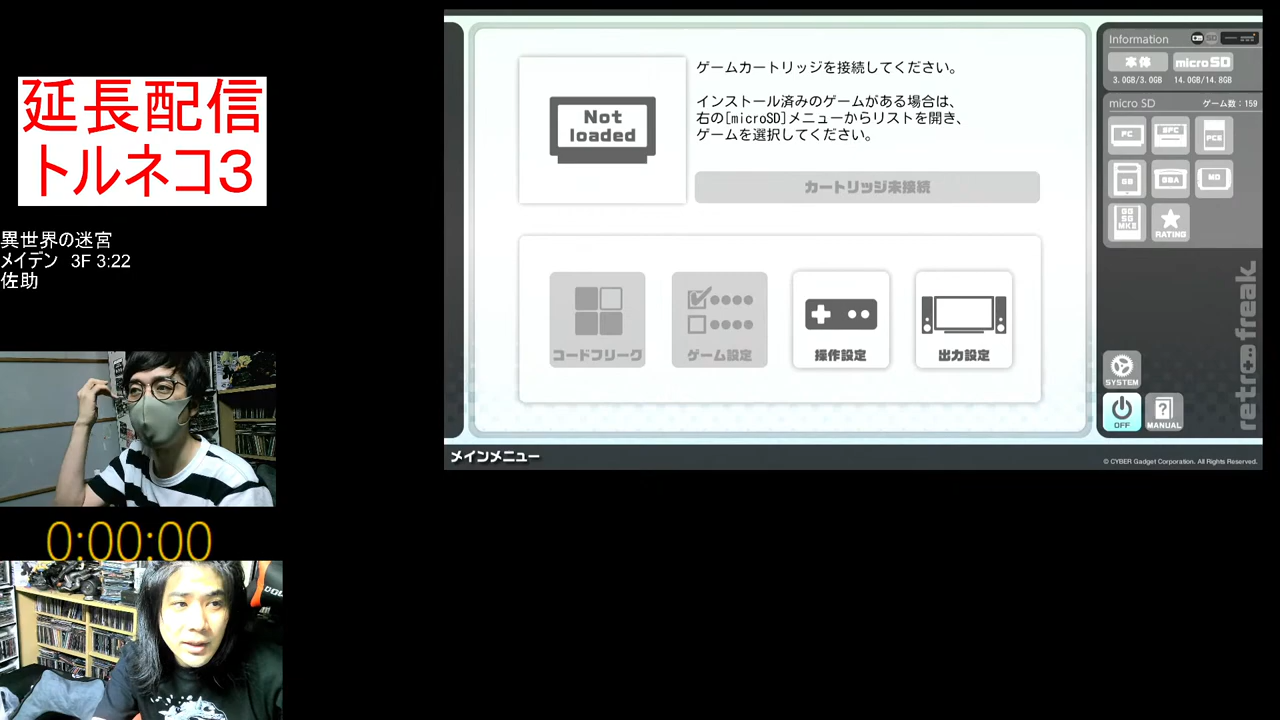 延長配信
トルネコ3
異世界の迷宮
メイデン 3F 3:22
佐助
0:00:00
Not
loaded
ゲームカートリッジを接続してください。
インストール済みのゲームがある場合は、
右の[microSD]メニューからリストを開き、
ゲームを選択してください。
カートリッジ未接続
コードフリーク
ゲーム設定
操作設定
出力設定
メインメニュー
Information
本体
microSD
3.0GB/3.0GB
14.0GB/14.8GB
micro SD
ゲーム数:159
PC
SFC
PCE
GB
GBA
MD
GG
SG
MK3
RATING
retro freak
SYSTEM
OFF
MANUAL
© CYBER Gadget Corporation. All Rights Reserved.